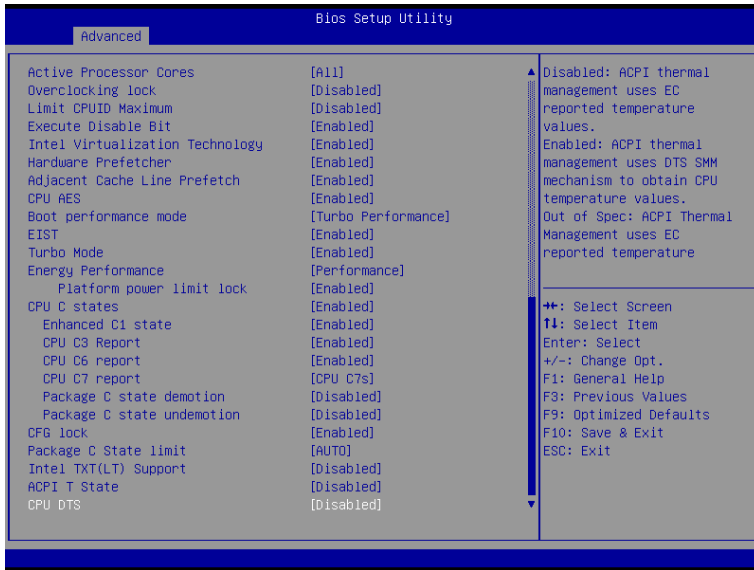 Bios Setup Utility
Advanced
Active Processor Cores [All]
Overclocking lock [Disabled]
Limit CPUID Maximum [Disabled]
Execute Disable Bit [Enabled]
Intel Virtualization Technology [Enabled]
Hardware Prefetcher [Enabled]
Adjacent Cache Line Prefetch [Enabled]
CPU AES [Enabled]
Boot performance mode [Turbo Performance]
EIST [Enabled]
Turbo Mode [Enabled]
Energy Performance [Performance]
Platform power limit lock [Enabled]
CPU C states [Enabled]
Enhanced C1 state [Enabled]
CPU C3 Report [Enabled]
CPU C6 report [Enabled]
CPU C7 report [CPU C7s]
Package C state demotion [Disabled]
Package C state undemotion [Disabled]
CFG lock [Enabled]
Package C State limit [AUTO]
Intel TXT(LT) Support [Disabled]
ACPI T State [Disabled]
CPU DTS [Disabled]
Disabled: ACPI thermal
management uses EC
reported temperature
values.
Enabled: ACPI thermal
management uses DTS SMM
mechanism to obtain CPU
temperature values.
Out of Spec: ACPI Thermal
Management uses EC
reported temperature
→←: Select Screen
↑↓: Select Item
Enter: Select
+/-: Change Opt.
F1: General Help
F3: Previous Values
F9: Optimized Defaults
F10: Save & Exit
ESC: Exit